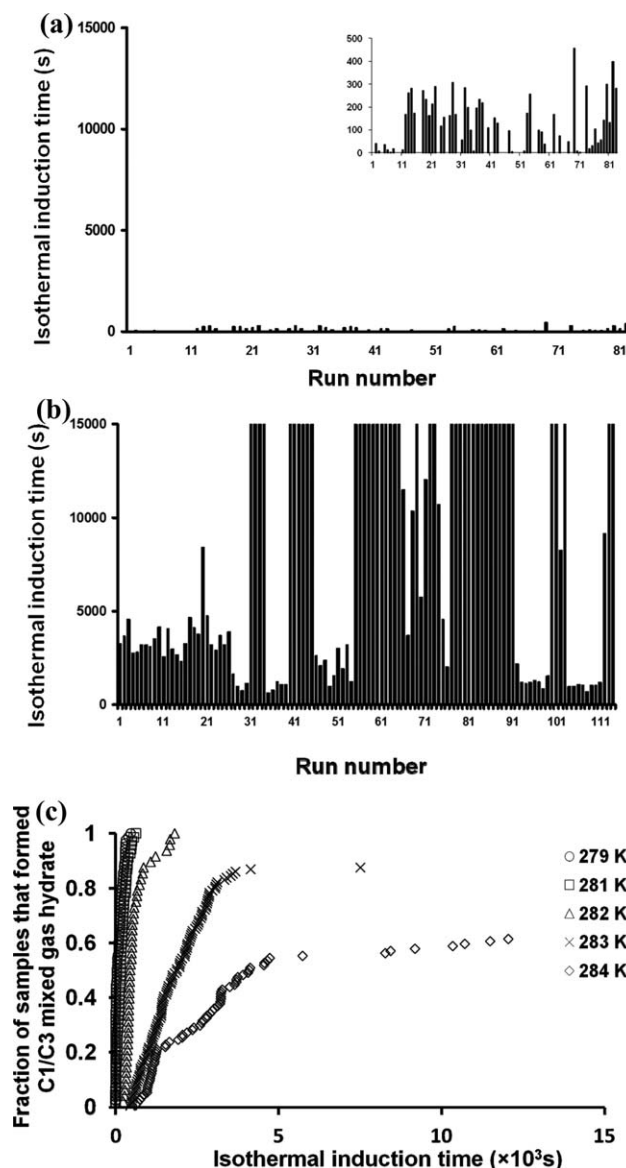 (a)
Isothermal induction time (s)
15000
10000
5000
0
500
400
300
200
100
0
1 11 21 31 41 51 61 71 81
1 11 21 31 41 51 61 71 81
Run number
(b)
Isothermal induction time (s)
15000
10000
5000
0
1 11 21 31 41 51 61 71 81 91 101 111
Run number
(c)
Fraction of samples that formed
C1/C3 mixed gas hydrate
1
0.8
0.6
0.4
0.2
0
279 K
281 K
282 K
283 K
284 K
0 5 10 15
Isothermal induction time (×10³s)